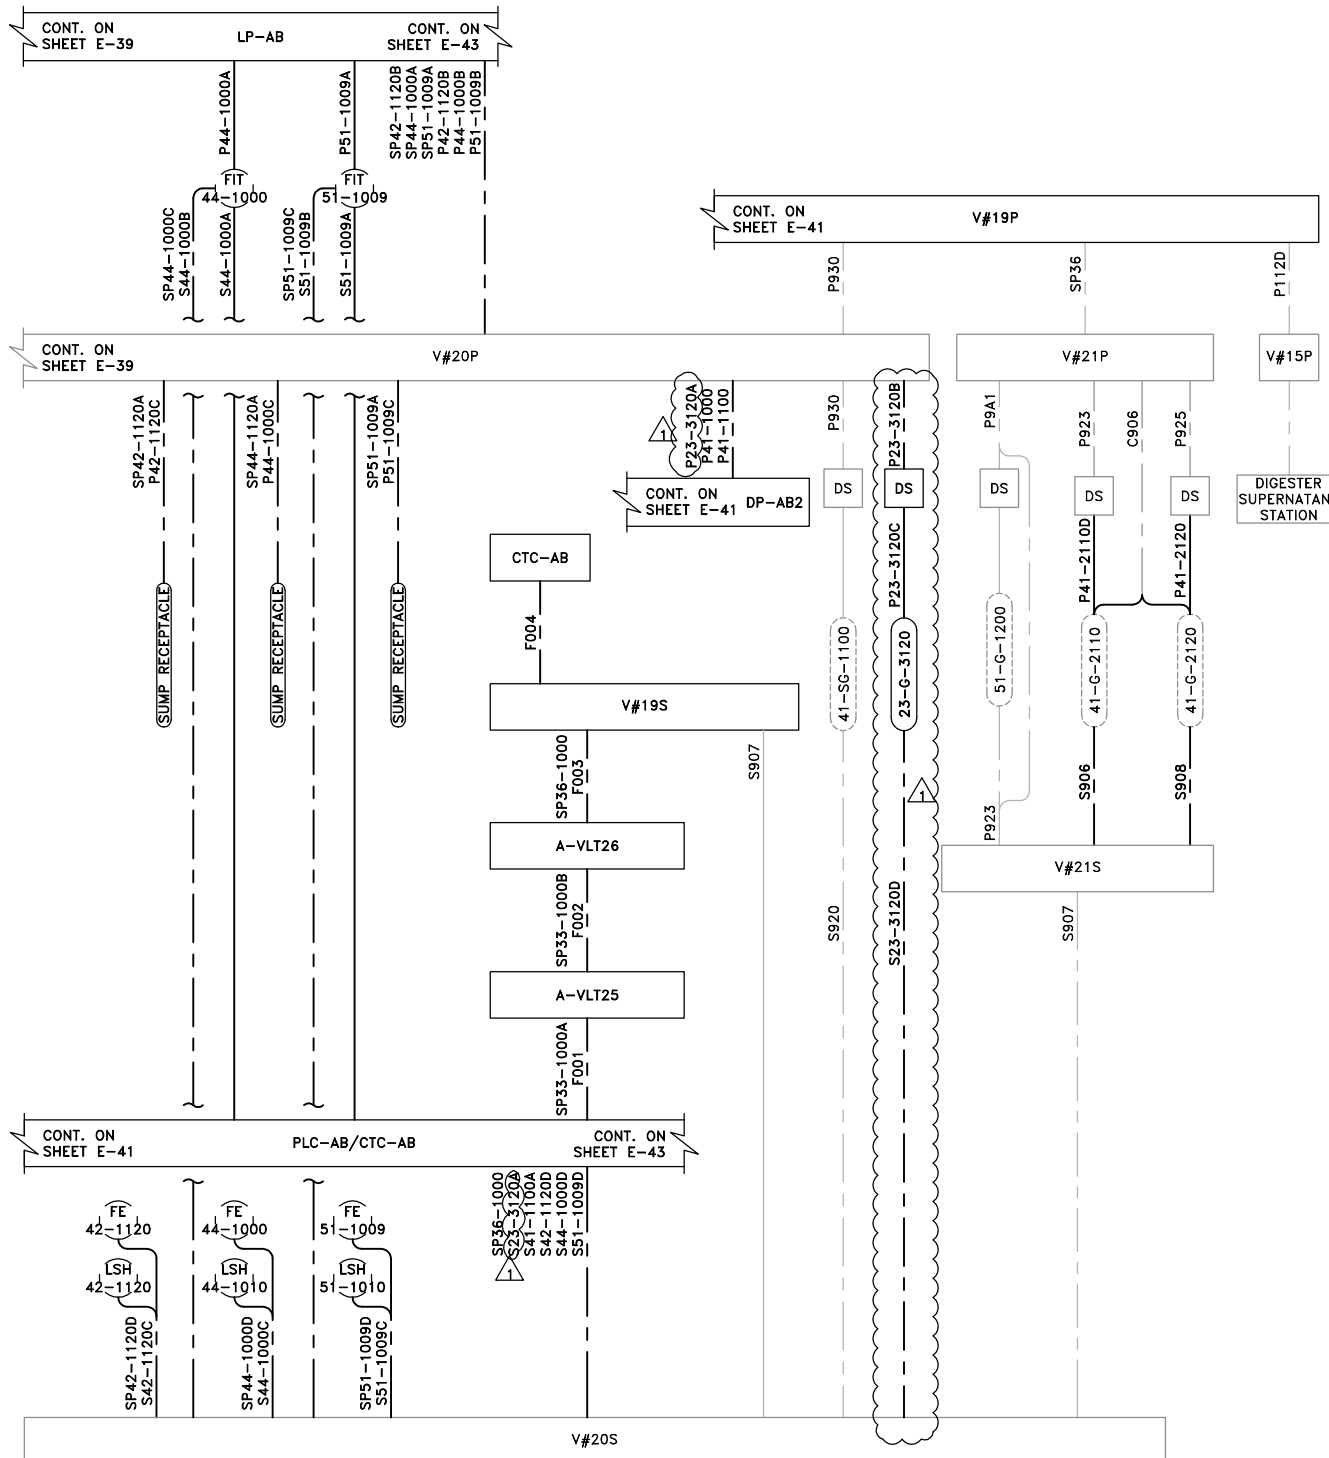 CONT. ON
SHEET E-39
LP-AB
CONT. ON
SHEET E-43
P44-1000A
P51-1009A
SP42-1120B
SP44-1000A
SP51-1009A
P42-1120B
P44-1000B
P51-1009B
FIT
44-1000
FIT
51-1009
SP44-1000C
S44-1000B
S44-1000A
SP51-1009C
S51-1009B
S51-1009A
CONT. ON
SHEET E-41
V#19P
P930
SP36
P112D
CONT. ON
SHEET E-39
V#20P
V#21P
V#15P
SP42-1120A
P42-1120C
SP44-1120A
P44-1000C
SP51-1009A
P51-1009C
1
P23-3120A
P41-1000
P41-1100
P930
P23-3120B
P9A1
P923
C906
P925
CONT. ON
SHEET E-41
DP-AB2
DS
DS
DS
DS
DS
DIGESTER
SUPERNATAN
STATION
CTC-AB
P23-3120C
P41-2110D
P41-2120
SUMP RECEPTACLE
SUMP RECEPTACLE
SUMP RECEPTACLE
F004
41-SG-1100
23-G-3120
51-G-1200
41-G-2110
41-G-2120
V#19S
SP36-1000
F003
S907
1
P923
S906
S908
A-VLT26
V#21S
SP33-1000B
F002
S920
S23-3120D
S907
A-VLT25
SP33-1000A
F001
CONT. ON
SHEET E-41
PLC-AB/CTC-AB
CONT. ON
SHEET E-43
FE
42-1120
FE
44-1000
FE
51-1009
SP36-1000
S23-3120A
S41-1100A
S42-1120D
S44-1000D
S51-1009D
1
LSH
42-1120
LSH
44-1010
LSH
51-1010
SP42-1120D
S42-1120C
SP44-1000D
S44-1000C
SP51-1009D
S51-1009C
V#20S